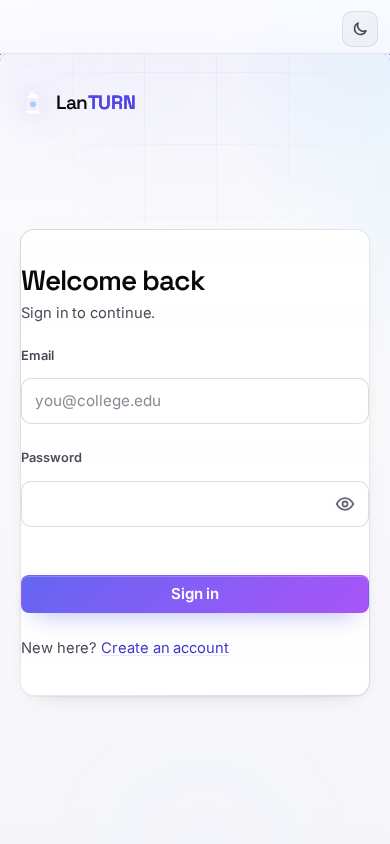 LanTURN
Welcome back
Sign in to continue.
Email
you@college.edu
Password
Sign in
New here? Create an account